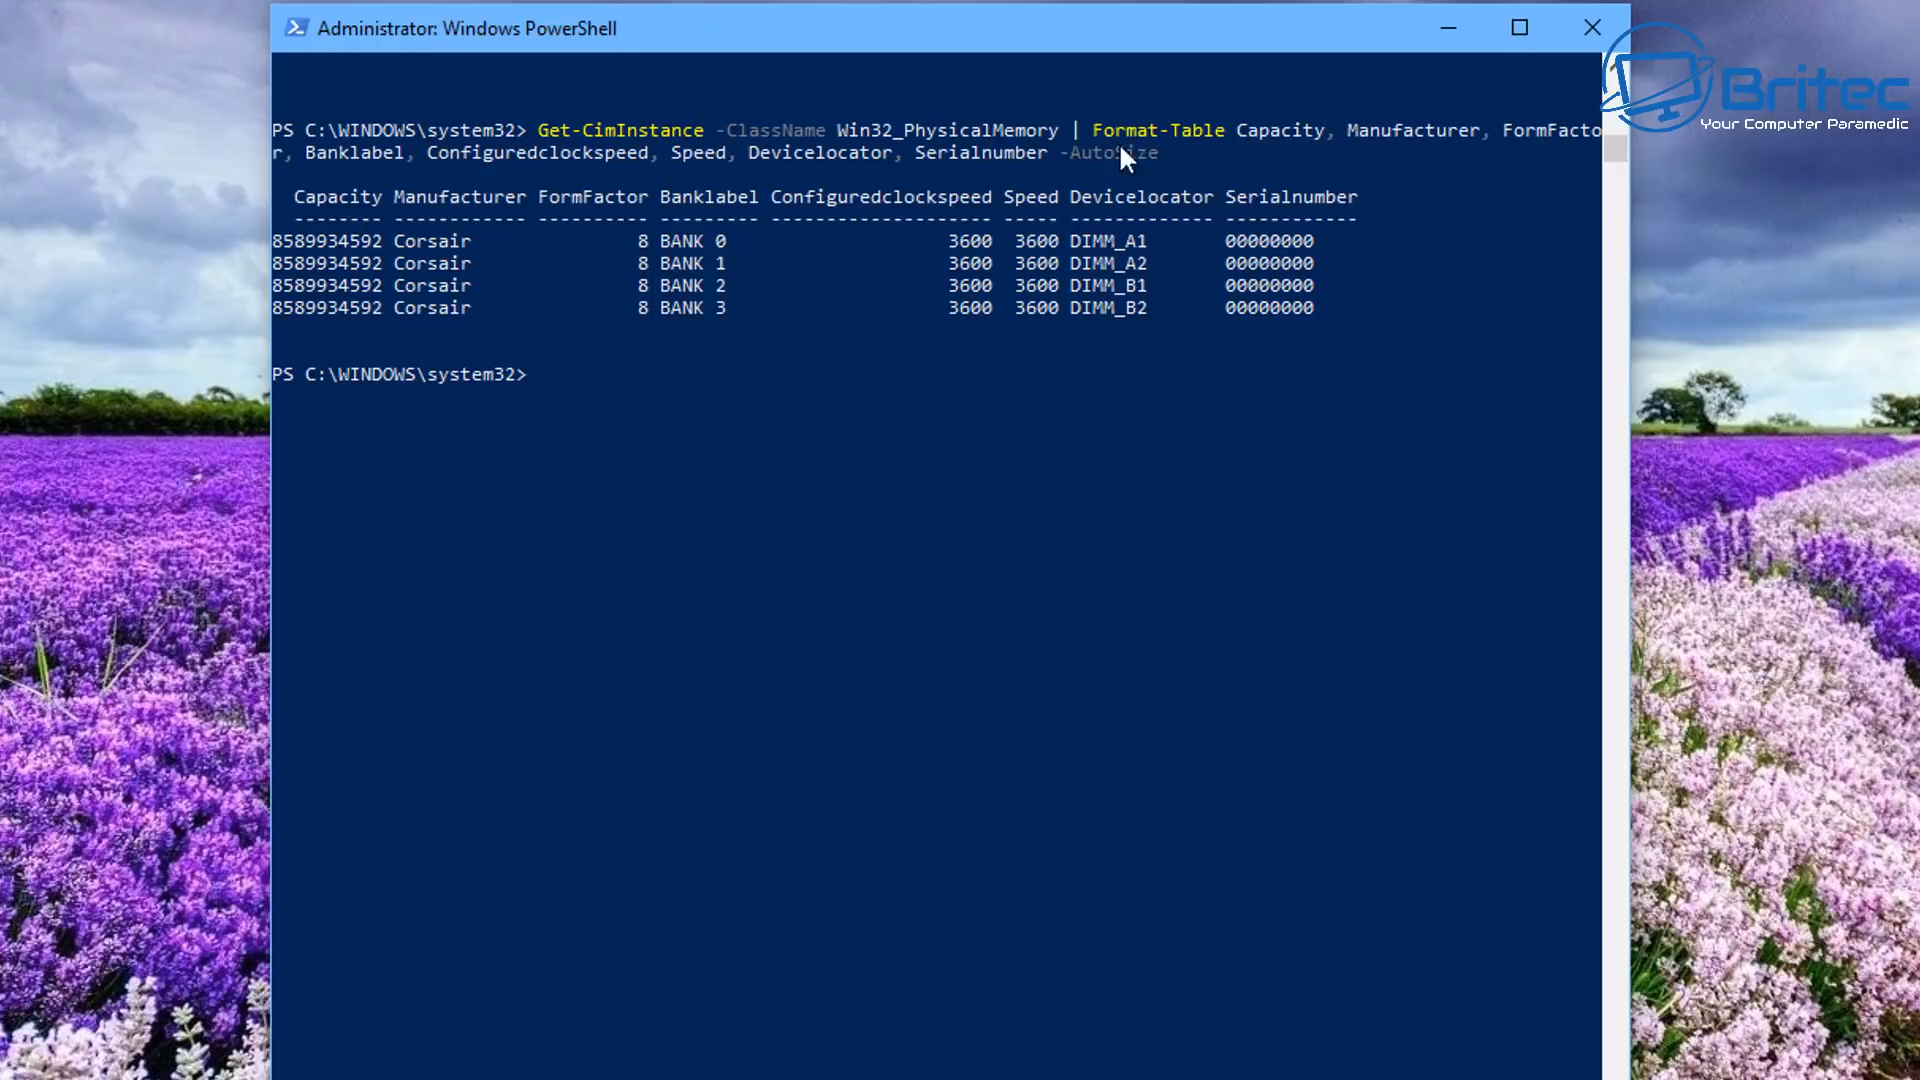 Administrator: Windows PowerShell
Britec
Your Computer Paramedic
PS C:\WINDOWS\system32> Get-CimInstance -ClassName Win32_PhysicalMemory | Format-Table Capacity, Manufacturer, FormFacto
r, Banklabel, Configuredclockspeed, Speed, Devicelocator, Serialnumber -AutoSize
Capacity Manufacturer FormFactor Banklabel Configuredclockspeed Speed Devicelocator Serialnumber
-------- ------------ ---------- --------- -------------------- ----- ------------- ------------
8589934592 Corsair 8 BANK 0 3600 3600 DIMM_A1 00000000
8589934592 Corsair 8 BANK 1 3600 3600 DIMM_A2 00000000
8589934592 Corsair 8 BANK 2 3600 3600 DIMM_B1 00000000
8589934592 Corsair 8 BANK 3 3600 3600 DIMM_B2 00000000
PS C:\WINDOWS\system32>